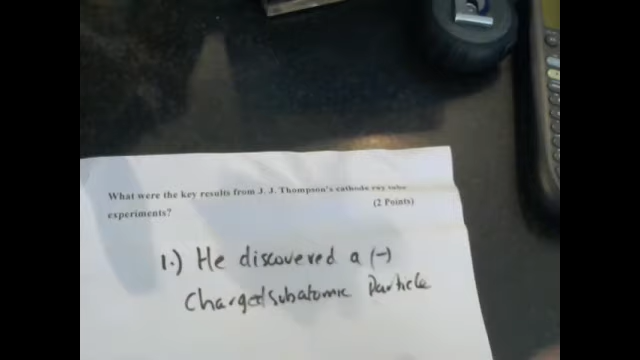 What were the key results from J. J. Thompson's cathode ray tube
experiments?
(2 Points)
1.) He discovered a (-)
Charged subatomic Particle